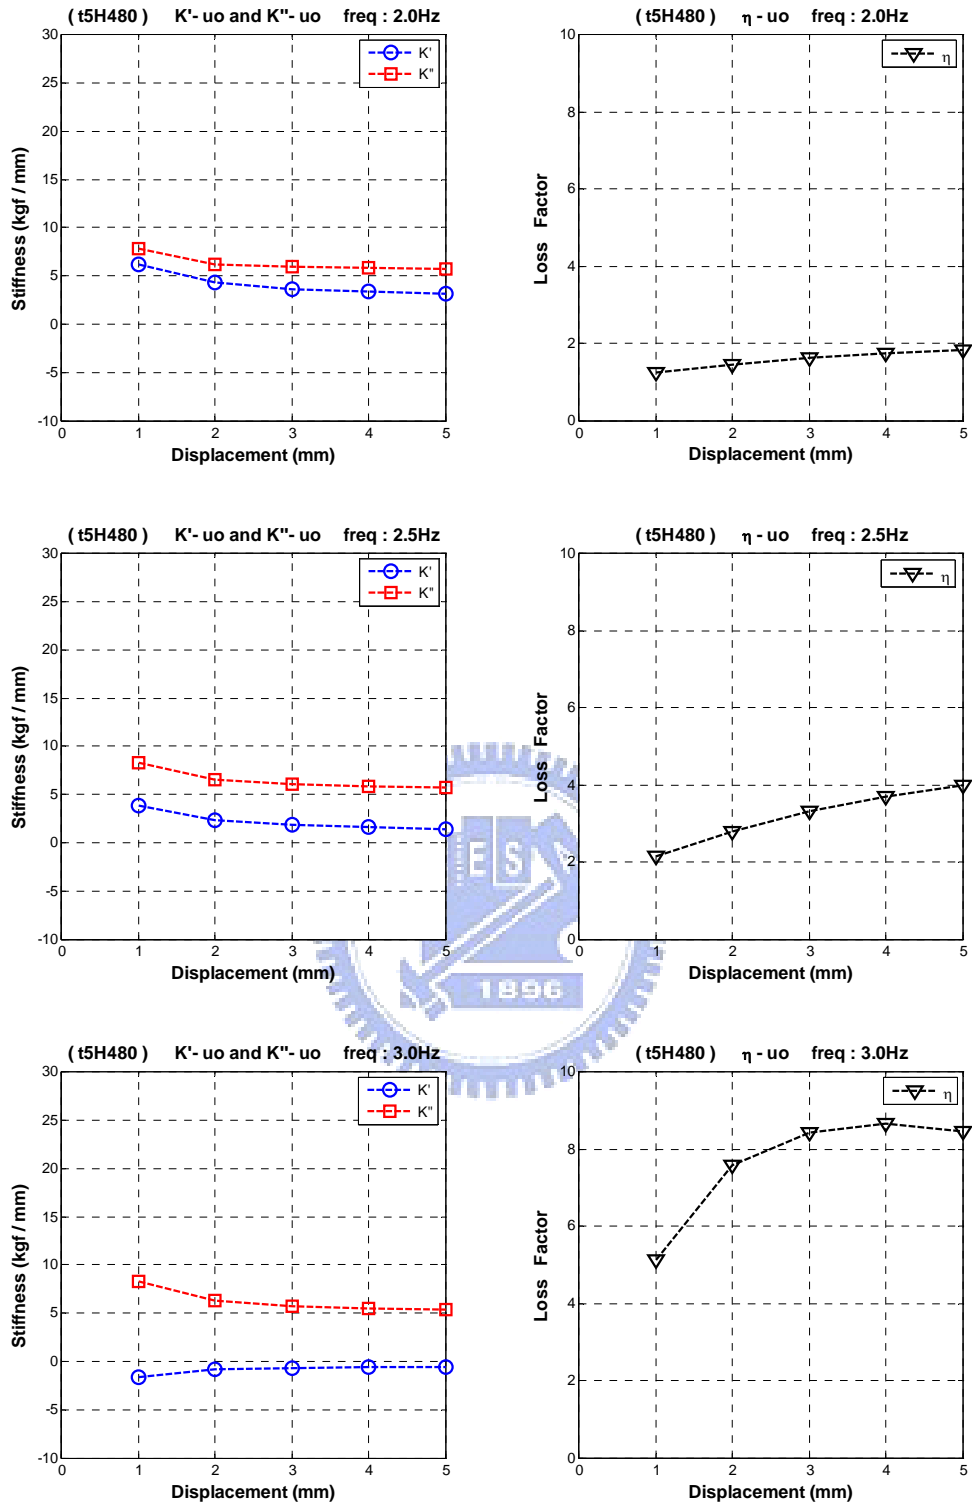 ( t5H480 ) K'- uo and K''- uo freq : 2.0Hz
30
25
20
15
10
5
0
-5
-10
Stiffness (kgf / mm)
K'
K''
0 1 2 3 4 5
Displacement (mm)
( t5H480 ) η - uo freq : 2.0Hz
10
8
6
4
2
0
Loss Factor
η
0 1 2 3 4 5
Displacement (mm)
( t5H480 ) K'- uo and K''- uo freq : 2.5Hz
30
25
20
15
10
5
0
-5
-10
Stiffness (kgf / mm)
K'
K''
0 1 2 3 4 5
Displacement (mm)
( t5H480 ) η - uo freq : 2.5Hz
10
8
6
4
2
0
Loss Factor
η
0 1 2 3 4 5
Displacement (mm)
ES
1896
( t5H480 ) K'- uo and K''- uo freq : 3.0Hz
30
25
20
15
10
5
0
-5
-10
Stiffness (kgf / mm)
K'
K''
0 1 2 3 4 5
Displacement (mm)
( t5H480 ) η - uo freq : 3.0Hz
10
8
6
4
2
0
Loss Factor
η
0 1 2 3 4 5
Displacement (mm)